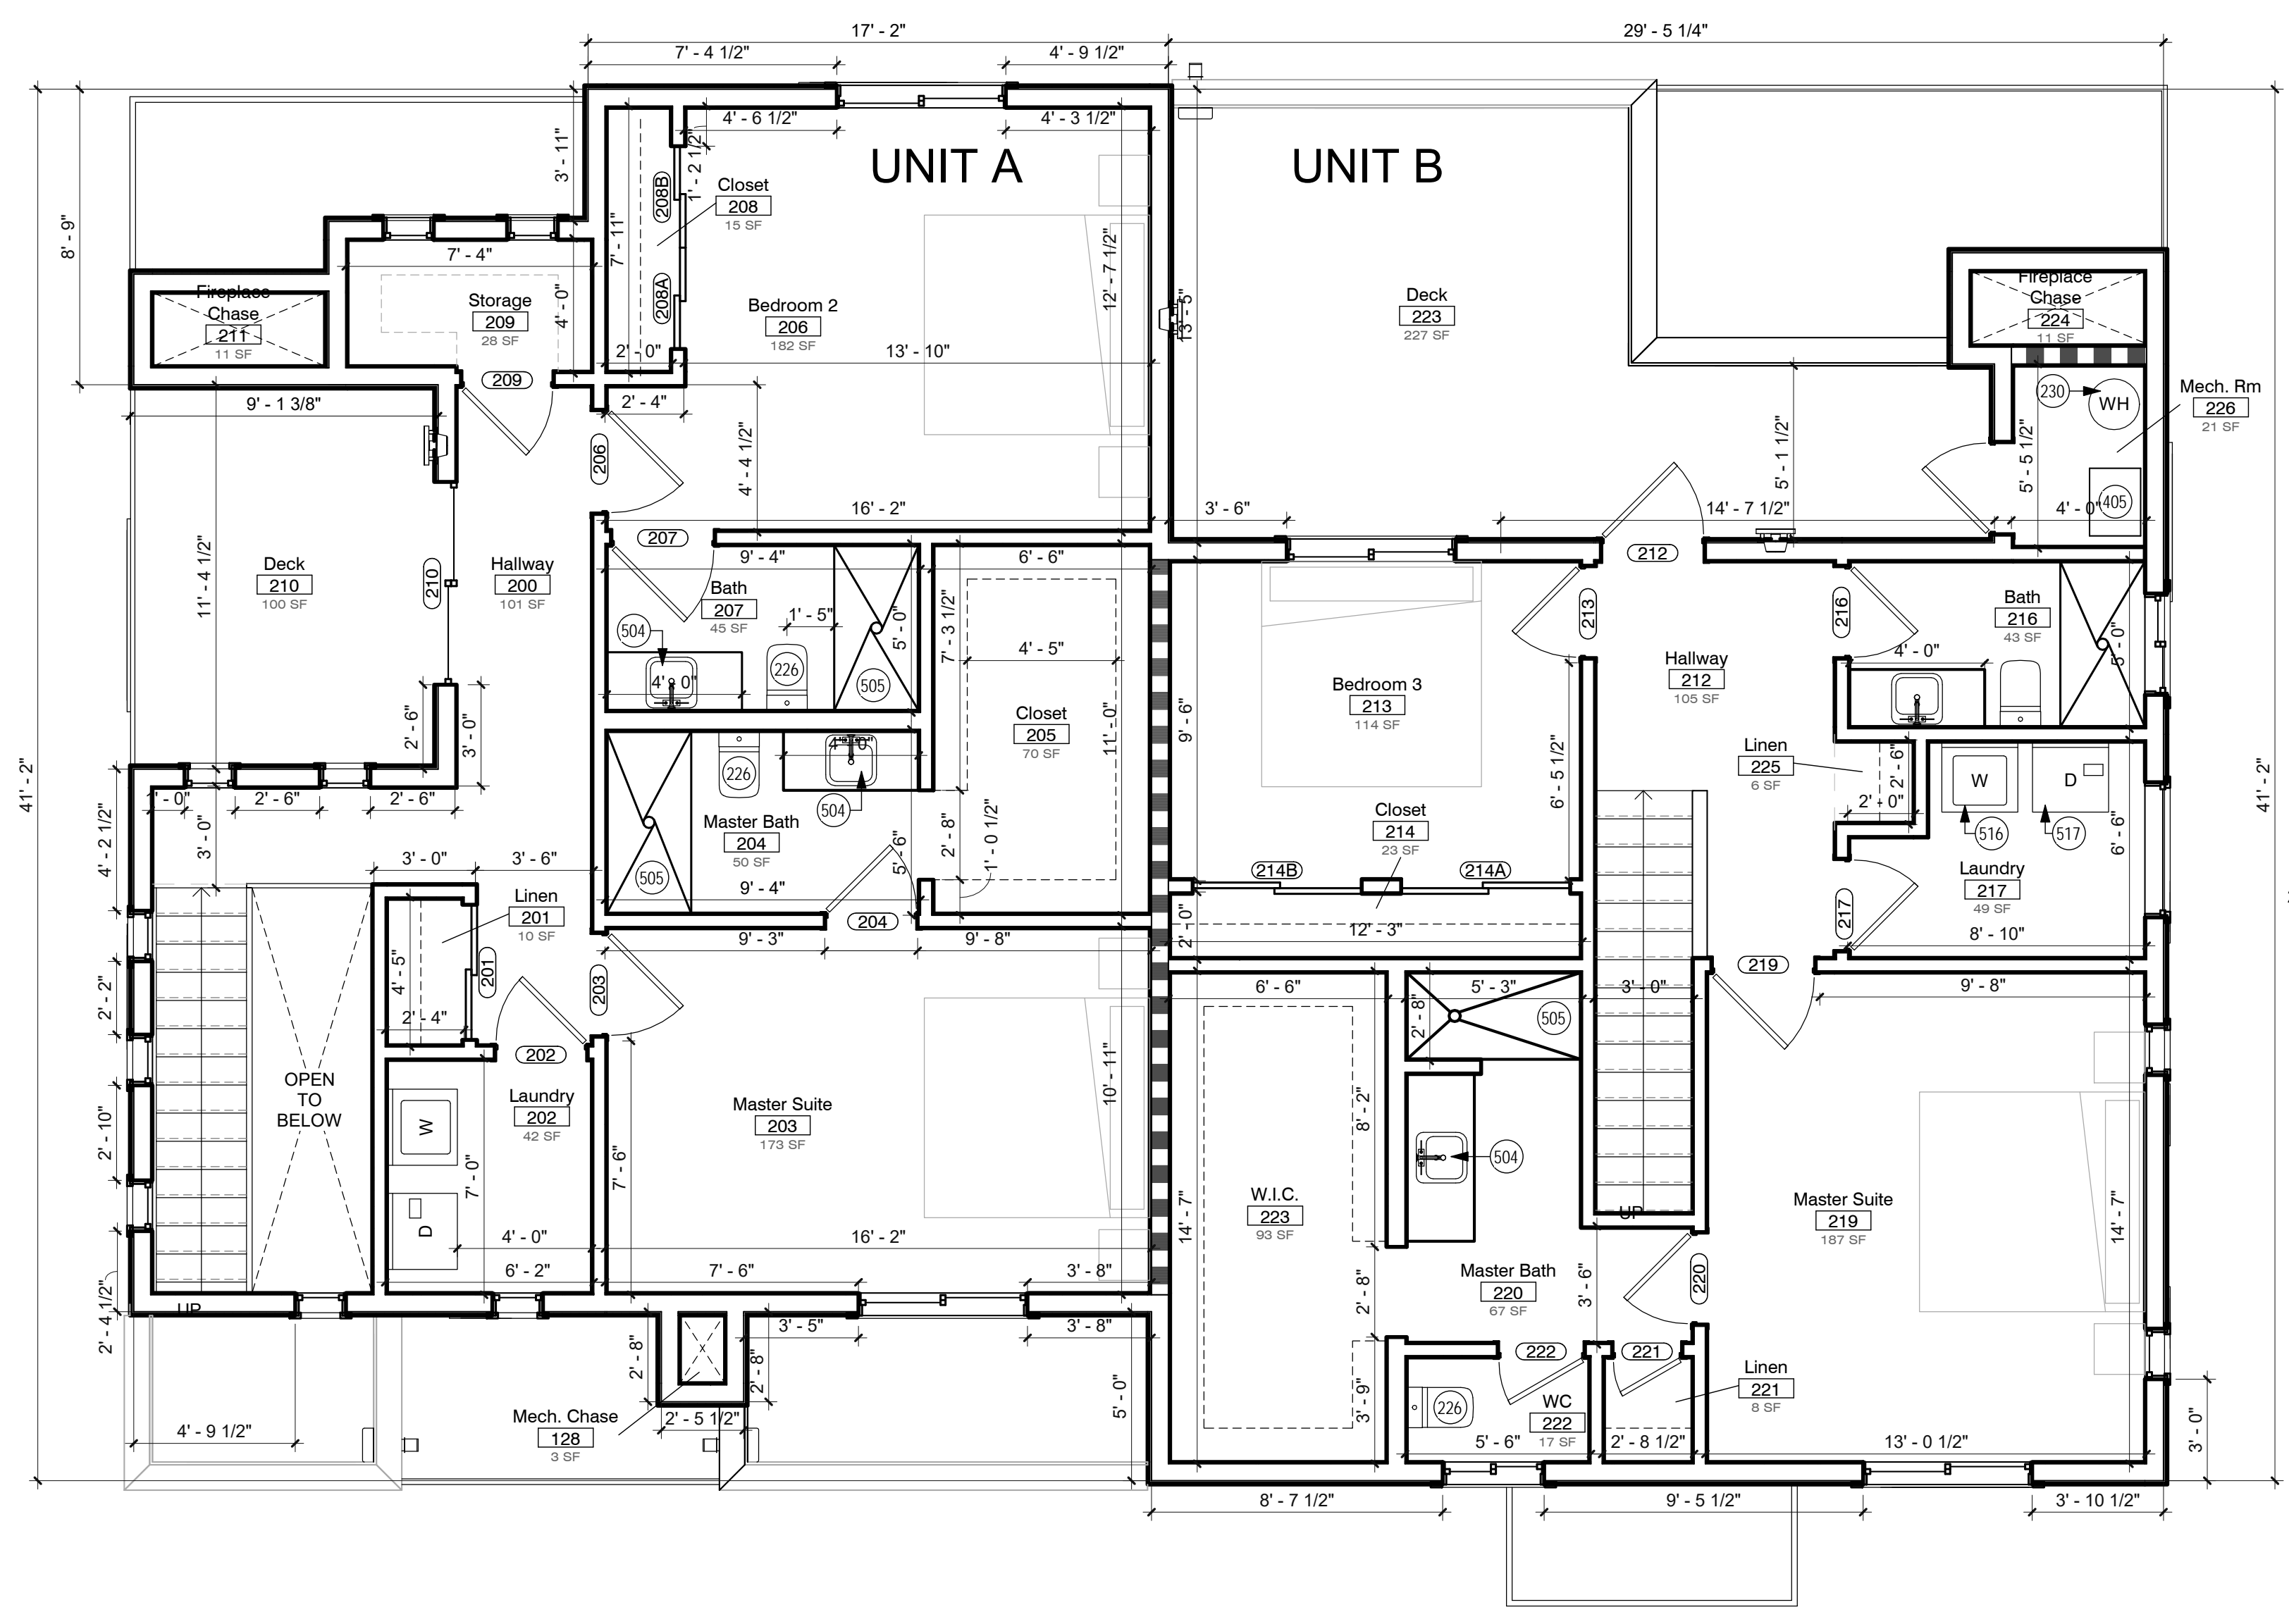 17' - 2"
29' - 5 1/4"
7' - 4 1/2"
4' - 9 1/2"
4' - 6 1/2"
4' - 3 1/2"
UNIT A
UNIT B
8' - 9"
3' - 11"
1' - 2 1/2"
208B
Closet
208
15 SF
7' - 11"
12' - 7 1/2"
7' - 4"
Storage
209
28 SF
4' - 0"
208A
Bedroom 2
206
182 SF
13' - 5"
Deck
223
227 SF
Fireplace
Chase
211
11 SF
Fireplace
Chase
224
11 SF
2' - 0"
13' - 10"
209
9' - 1 3/8"
2' - 4"
230
WH
Mech. Rm
226
21 SF
206
4' - 4 1/2"
5' - 1 1/2"
5' - 5 1/2"
405
16' - 2"
3' - 6"
14' - 7 1/2"
4' - 0"
207
212
9' - 4"
6' - 6"
11' - 4 1/2"
Deck
210
100 SF
210
Hallway
200
101 SF
Bath
207
45 SF
1' - 5"
504
226
505
5' - 0"
7' - 3 1/2"
4' - 5"
4' - 0"
213
216
Bath
216
43 SF
4' - 0"
5' - 0"
Hallway
212
105 SF
Bedroom 3
213
114 SF
9' - 6"
Closet
205
70 SF
11' - 0"
2' - 6"
3' - 0"
41' - 2"
41' - 2"
4' - 0"
226
504
6' - 5 1/2"
Linen
225
6 SF
2' - 6"
2' - 0"
W
D
516
517
6' - 6"
2' - 6"
2' - 6"
3' - 0"
4' - 2 1/2"
Master Bath
204
50 SF
505
5' - 6"
2' - 8"
1' - 0 1/2"
9' - 4"
Closet
214
23 SF
214B
214A
Laundry
217
49 SF
217
8' - 10"
3' - 0"
3' - 6"
Linen
201
10 SF
204
9' - 3"
9' - 8"
2' - 0"
12' - 3"
219
4' - 5"
201
203
2' - 4"
2' - 2"
202
6' - 6"
5' - 3"
2' - 8"
505
3' - 0"
9' - 8"
OPEN
TO
BELOW
2' - 10"
Laundry
202
42 SF
W
D
7' - 0"
7' - 6"
Master Suite
203
173 SF
10' - 11"
8' - 2"
504
14' - 7"
W.I.C.
223
93 SF
UP
Master Suite
219
187 SF
14' - 7"
4' - 0"
16' - 2"
6' - 2"
7' - 6"
3' - 8"
2' - 4 1/2"
UP
Master Bath
220
67 SF
2' - 8"
3' - 6"
220
3' - 5"
3' - 8"
2' - 8"
2' - 8"
222
221
5' - 0"
3' - 9"
226
WC
222
17 SF
Linen
221
8 SF
4' - 9 1/2"
Mech. Chase
128
3 SF
2' - 5 1/2"
5' - 6"
2' - 8 1/2"
13' - 0 1/2"
3' - 0"
8' - 7 1/2"
9' - 5 1/2"
3' - 10 1/2"